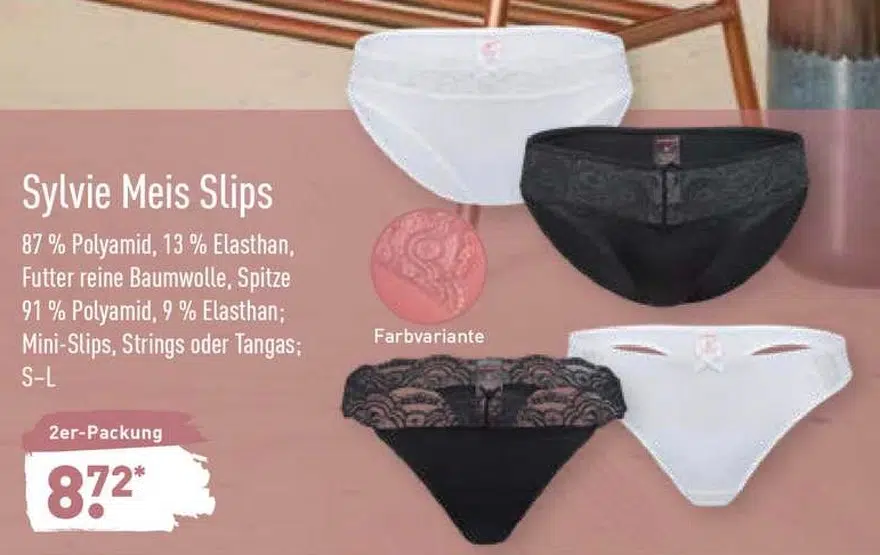 Sylvie Meis Slips
87 % Polyamid, 13 % Elasthan,
Futter reine Baumwolle, Spitze
91 % Polyamid, 9 % Elasthan;
Mini-Slips, Strings oder Tangas;
S–L
Farbvariante
2er-Packung
8.72*